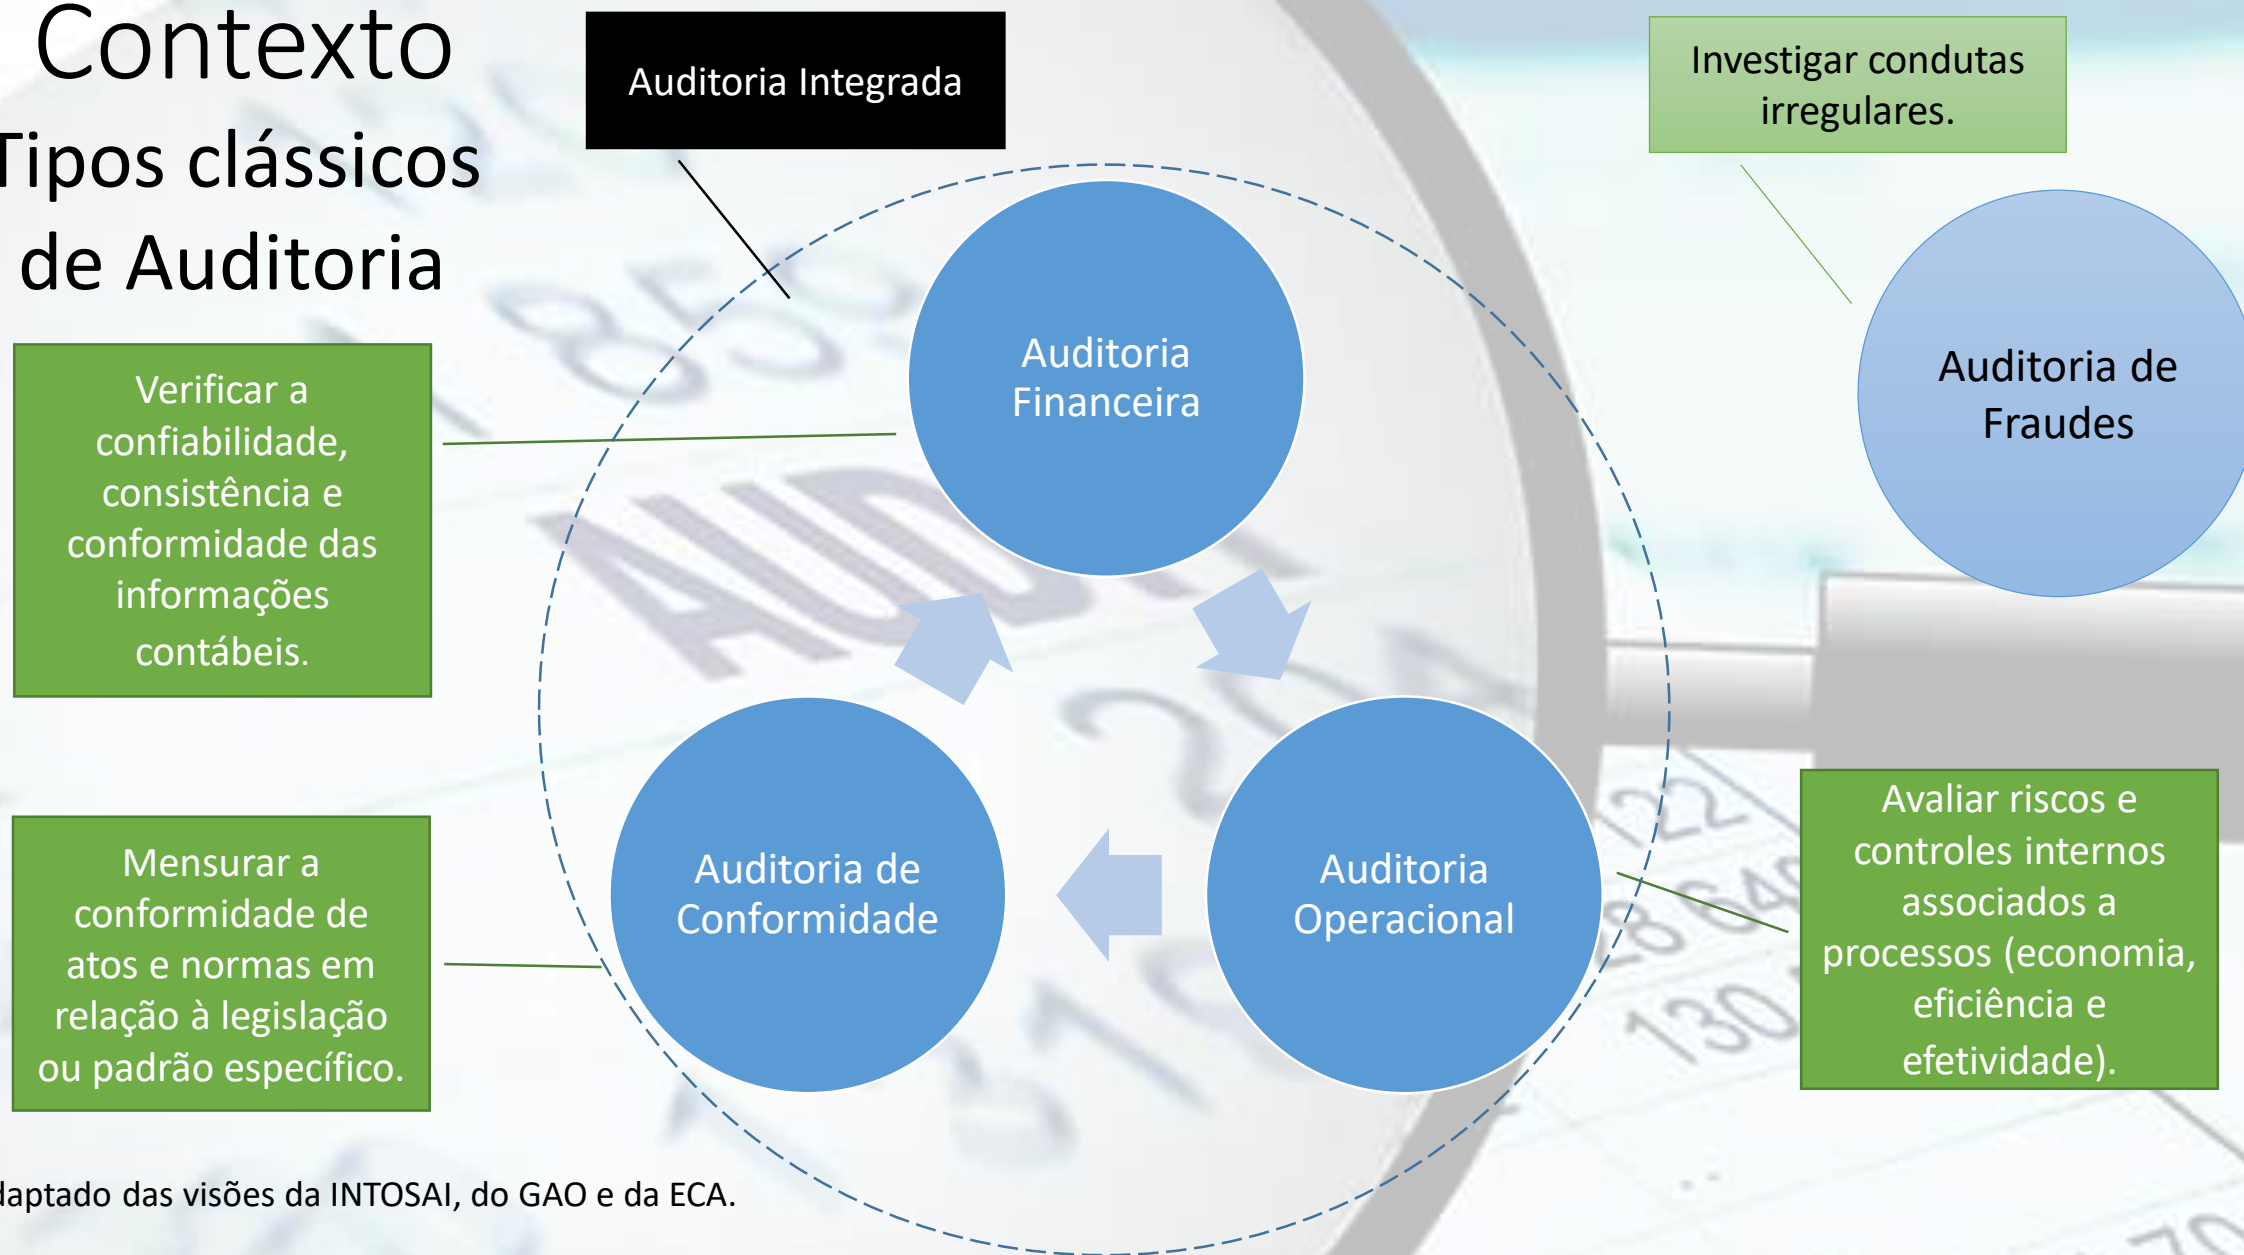 Contexto
Tipos clássicos
de Auditoria
Auditoria Integrada
Investigar condutas
irregulares.
Auditoria
Financeira
Auditoria de
Fraudes
Verificar a
confiabilidade,
consistência e
conformidade das
informações
contábeis.
Mensurar a
conformidade de
atos e normas em
relação à legislação
ou padrão específico.
Auditoria de
Conformidade
Auditoria
Operacional
Avaliar riscos e
controles internos
associados a
processos (economia,
eficiência e
efetividade).
das visões da INTOSAI, do GAO e da ECA.